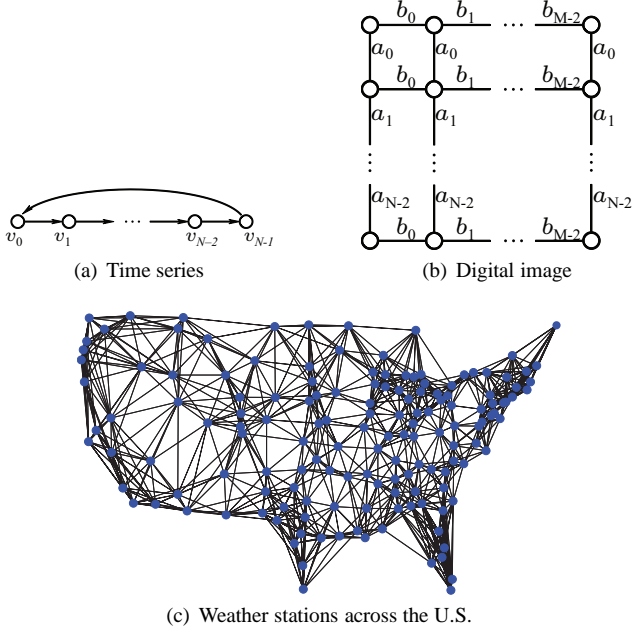 b0 b1 ··· bM-2
a0 a0 a0
b0 b1 ··· bM-2
a1 a1 a1
aN-2 aN-2 aN-2
b0 b1 ··· bM-2
v0 v1 ··· vN–2 vN-1
(a) Time series
(b) Digital image
(c) Weather stations across the U.S.